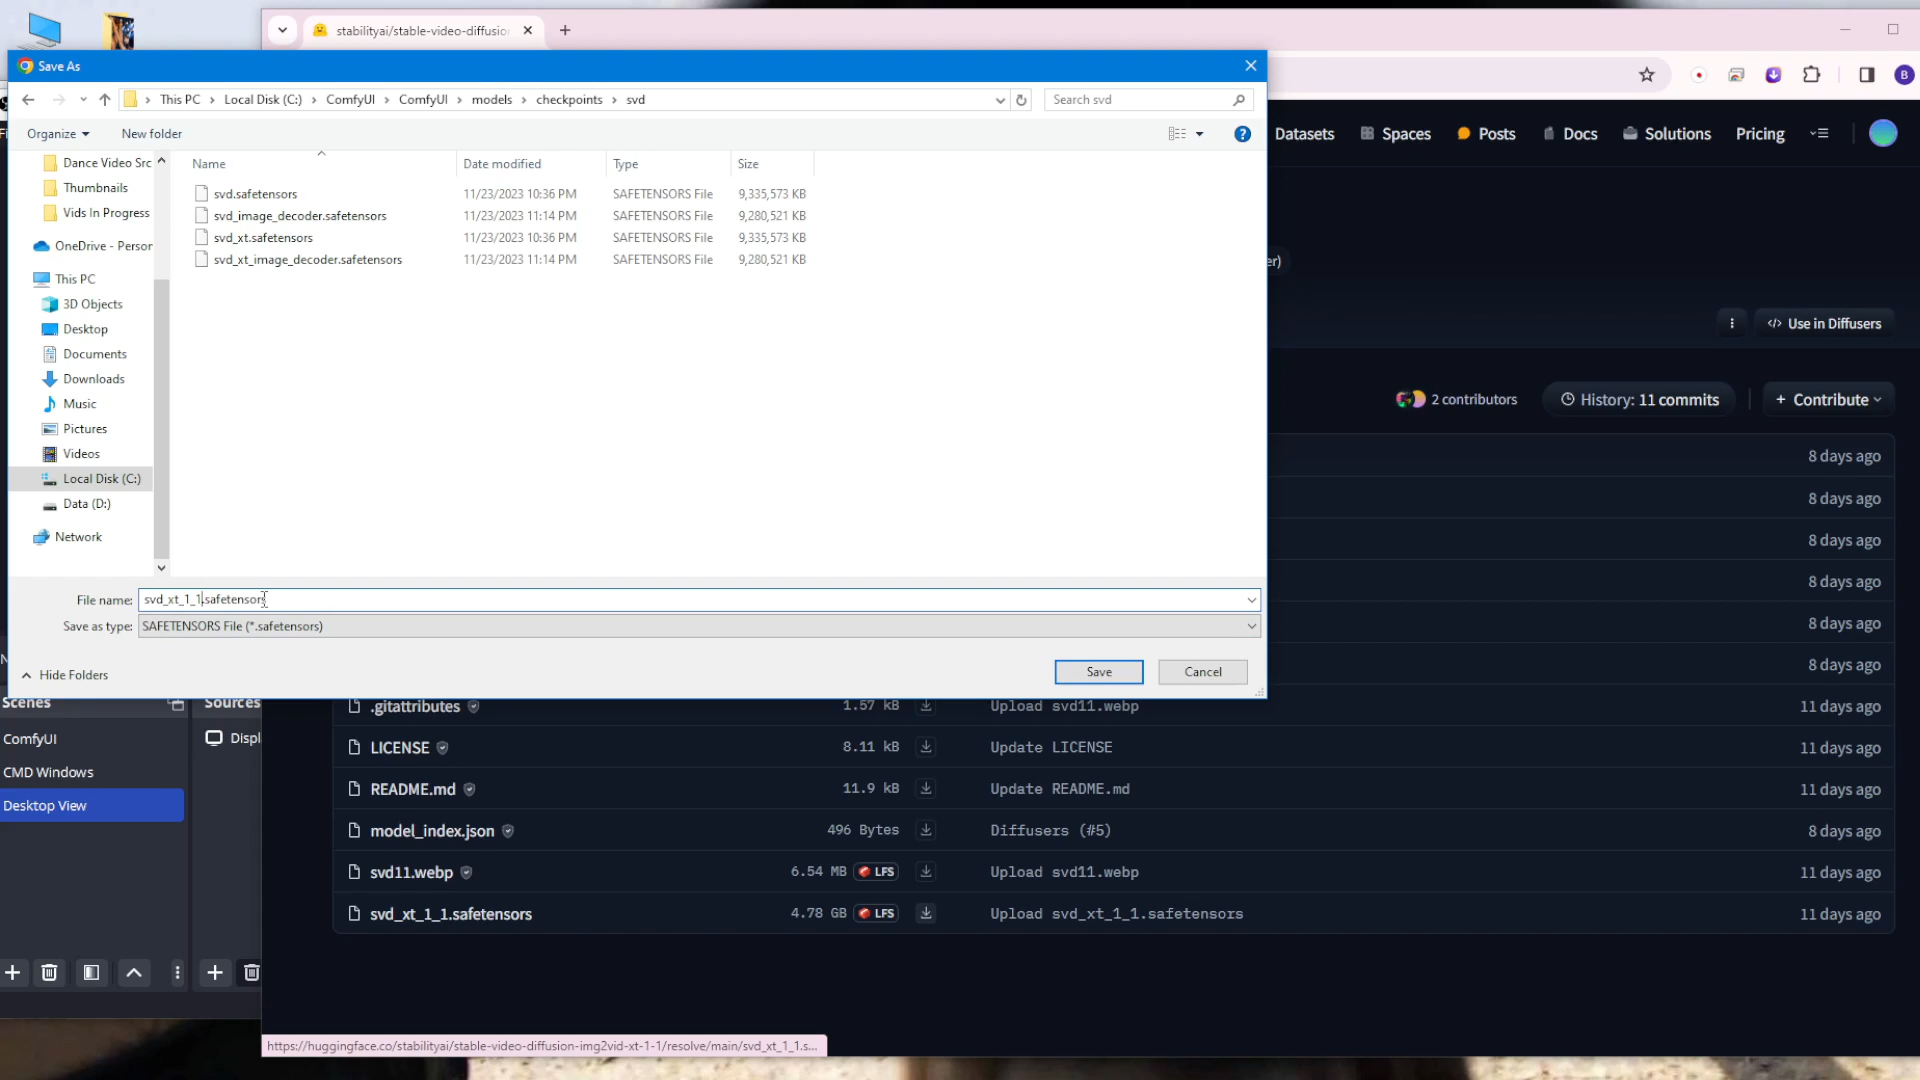 stabilityai/stable-video-diffusio
Save As
This PC > Local Disk (C:) > ComfyUI > ComfyUI > models > checkpoints > svd
Search svd
B
Organize
New folder
Datasets
Spaces
Posts
Docs
Solutions
Pricing
Dance Video Src
Thumbnails
Vids In Progress
OneDrive - Person
This PC
3D Objects
Desktop
Documents
Downloads
Music
Pictures
Videos
Local Disk (C:)
Data (D:)
Network
Name Date modified Type Size
svd.safetensors 11/23/2023 10:36 PM SAFETENSORS File 9,335,573 KB
svd_image_decoder.safetensors 11/23/2023 11:14 PM SAFETENSORS File 9,280,521 KB
svd_xt.safetensors 11/23/2023 10:36 PM SAFETENSORS File 9,335,573 KB
svd_xt_image_decoder.safetensors 11/23/2023 11:14 PM SAFETENSORS File 9,280,521 KB
er)
</> Use in Diffusers
2 contributors
History: 11 commits
+ Contribute
8 days ago
8 days ago
8 days ago
8 days ago
8 days ago
8 days ago
File name: svd_xt_1_1.safetensors
Save as type: SAFETENSORS File (*.safetensors)
Hide Folders
Save
Cancel
Scenes
Sources
ComfyUI
CMD Windows
Desktop View
Displ
.gitattributes 1.57 kB Upload svd11.webp 11 days ago
LICENSE 8.11 kB Update LICENSE 11 days ago
README.md 11.9 kB Update README.md 11 days ago
model_index.json 496 Bytes Diffusers (#5) 8 days ago
svd11.webp 6.54 MB LFS Upload svd11.webp 11 days ago
svd_xt_1_1.safetensors 4.78 GB LFS Upload svd_xt_1_1.safetensors 11 days ago
https://huggingface.co/stabilityai/stable-video-diffusion-img2vid-xt-1-1/resolve/main/svd_xt_1_1.s...